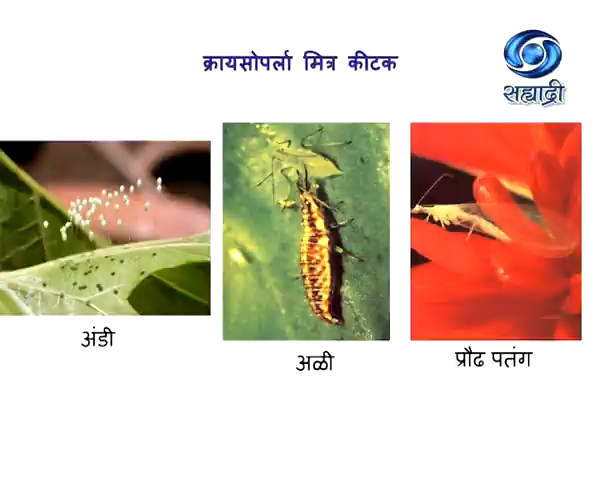 क्रायसोपर्ला मित्र कीटक
सह्याद्री
अंडी
अळी
प्रौढ पतंग